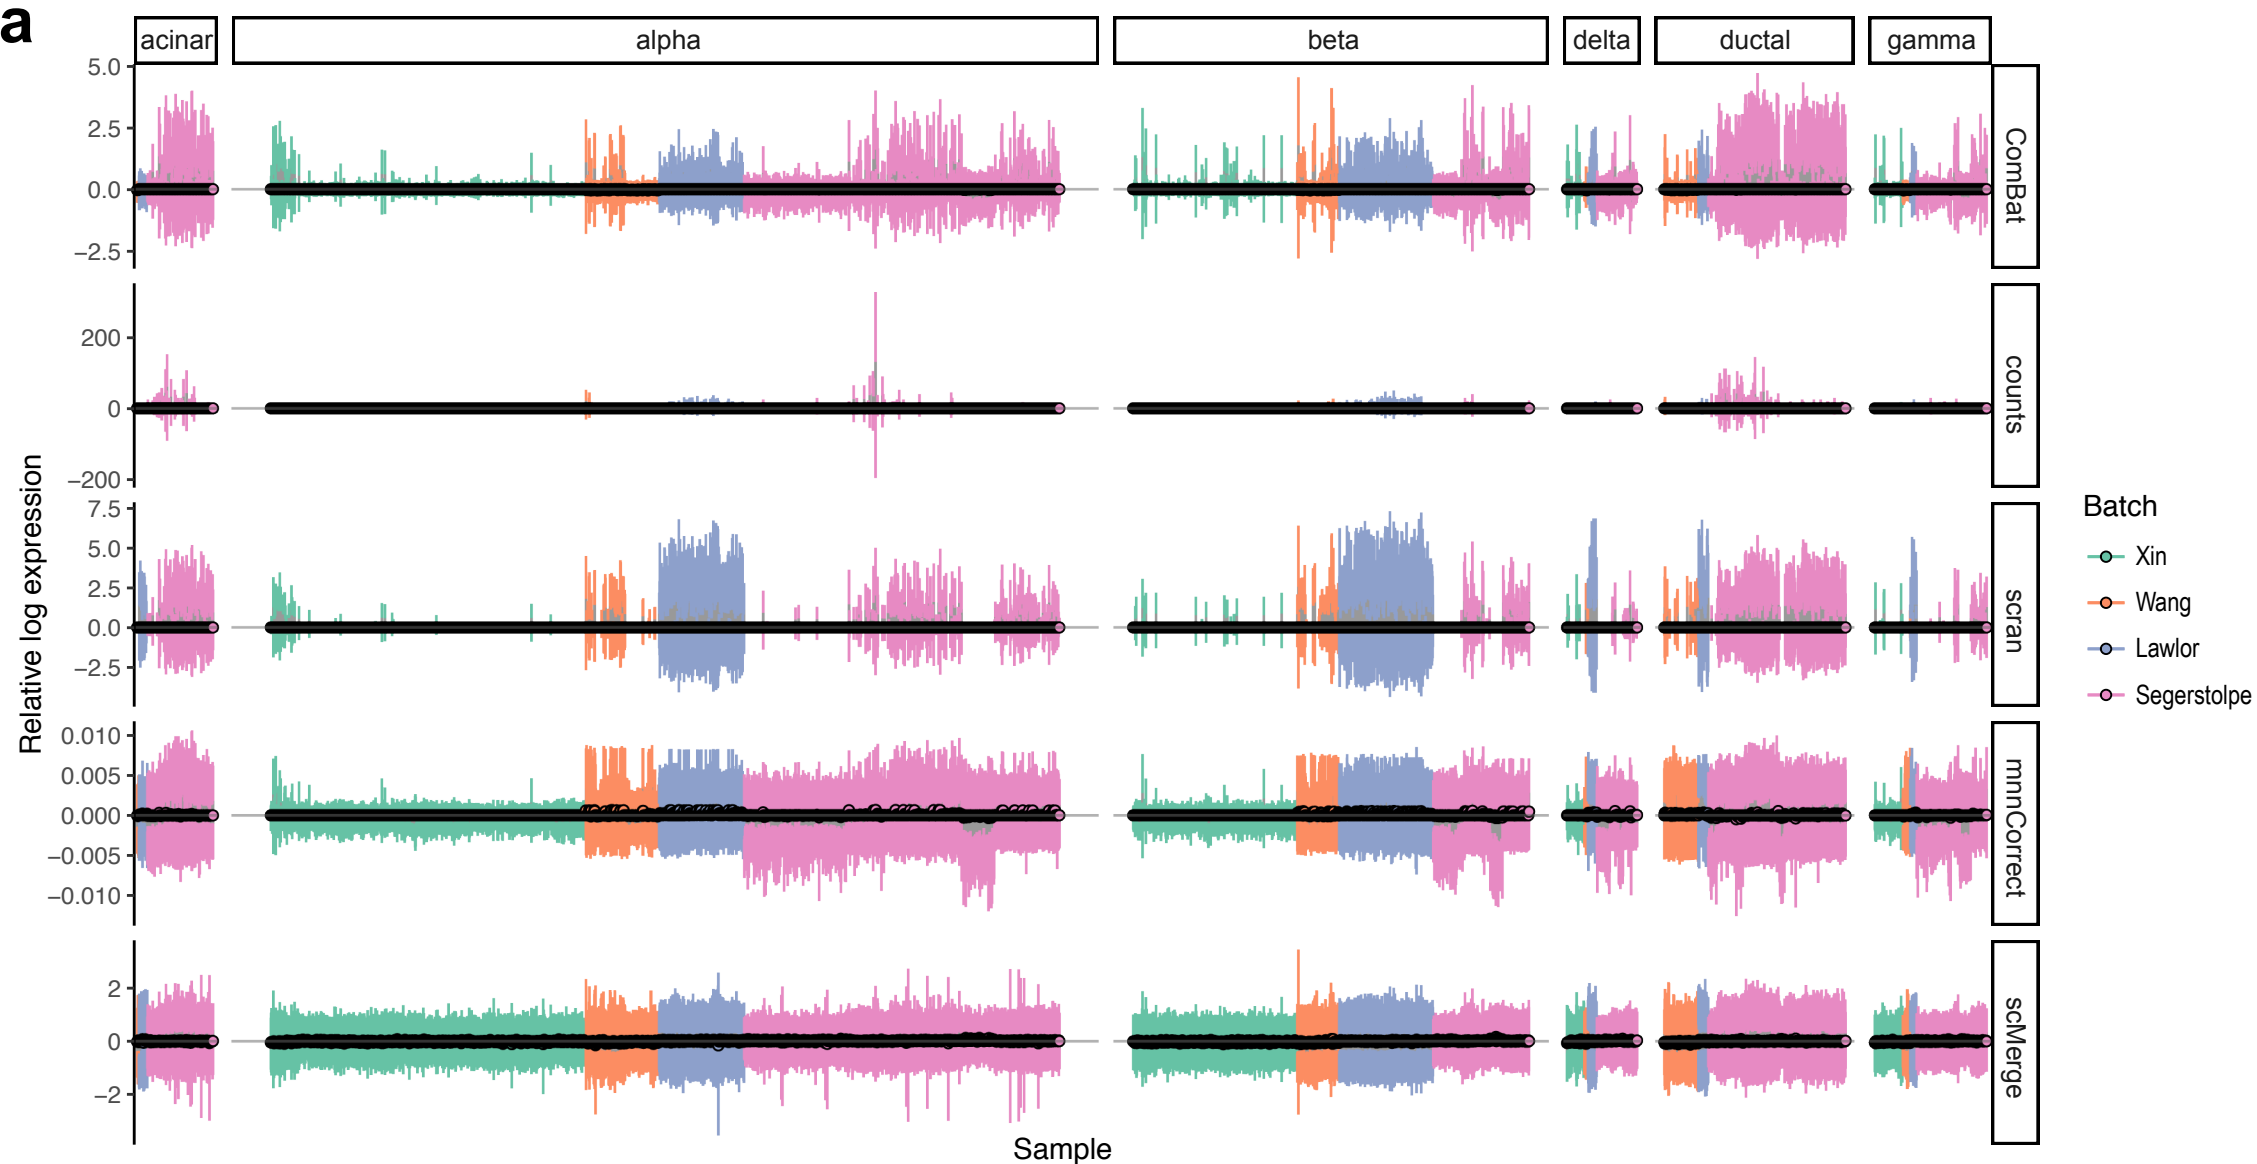 a
acinar alpha beta delta ductal gamma
5.0
2.5
0.0
−2.5
ComBat
200
0
−200
counts
7.5
5.0
2.5
0.0
−2.5
scran
0.010
0.005
0.000
−0.005
−0.010
mnnCorrect
2
0
−2
scMerge
Relative log expression
Sample
Batch
Xin
Wang
Lawlor
Segerstolpe